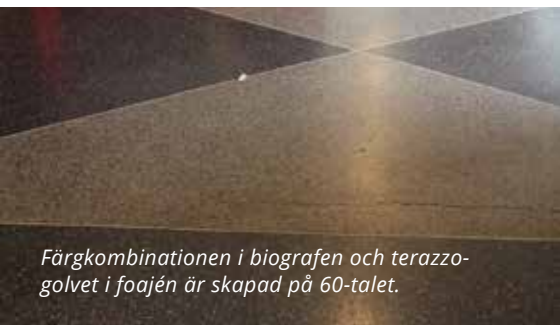 Färgkombinationen i biografen och terazzo-
golvet i foajén är skapad på 60-talet.